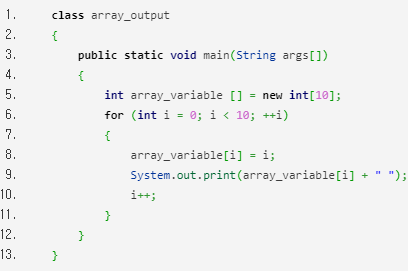 1. class array_output
2. {
3. public static void main(String args[])
4. {
5. int array_variable [] = new int[10];
6. for (int i = 0; i < 10; ++i)
7. {
8. array_variable[i] = i;
9. System.out.print(array_variable[i] + " ");
10. i++;
11. }
12. }
13. }